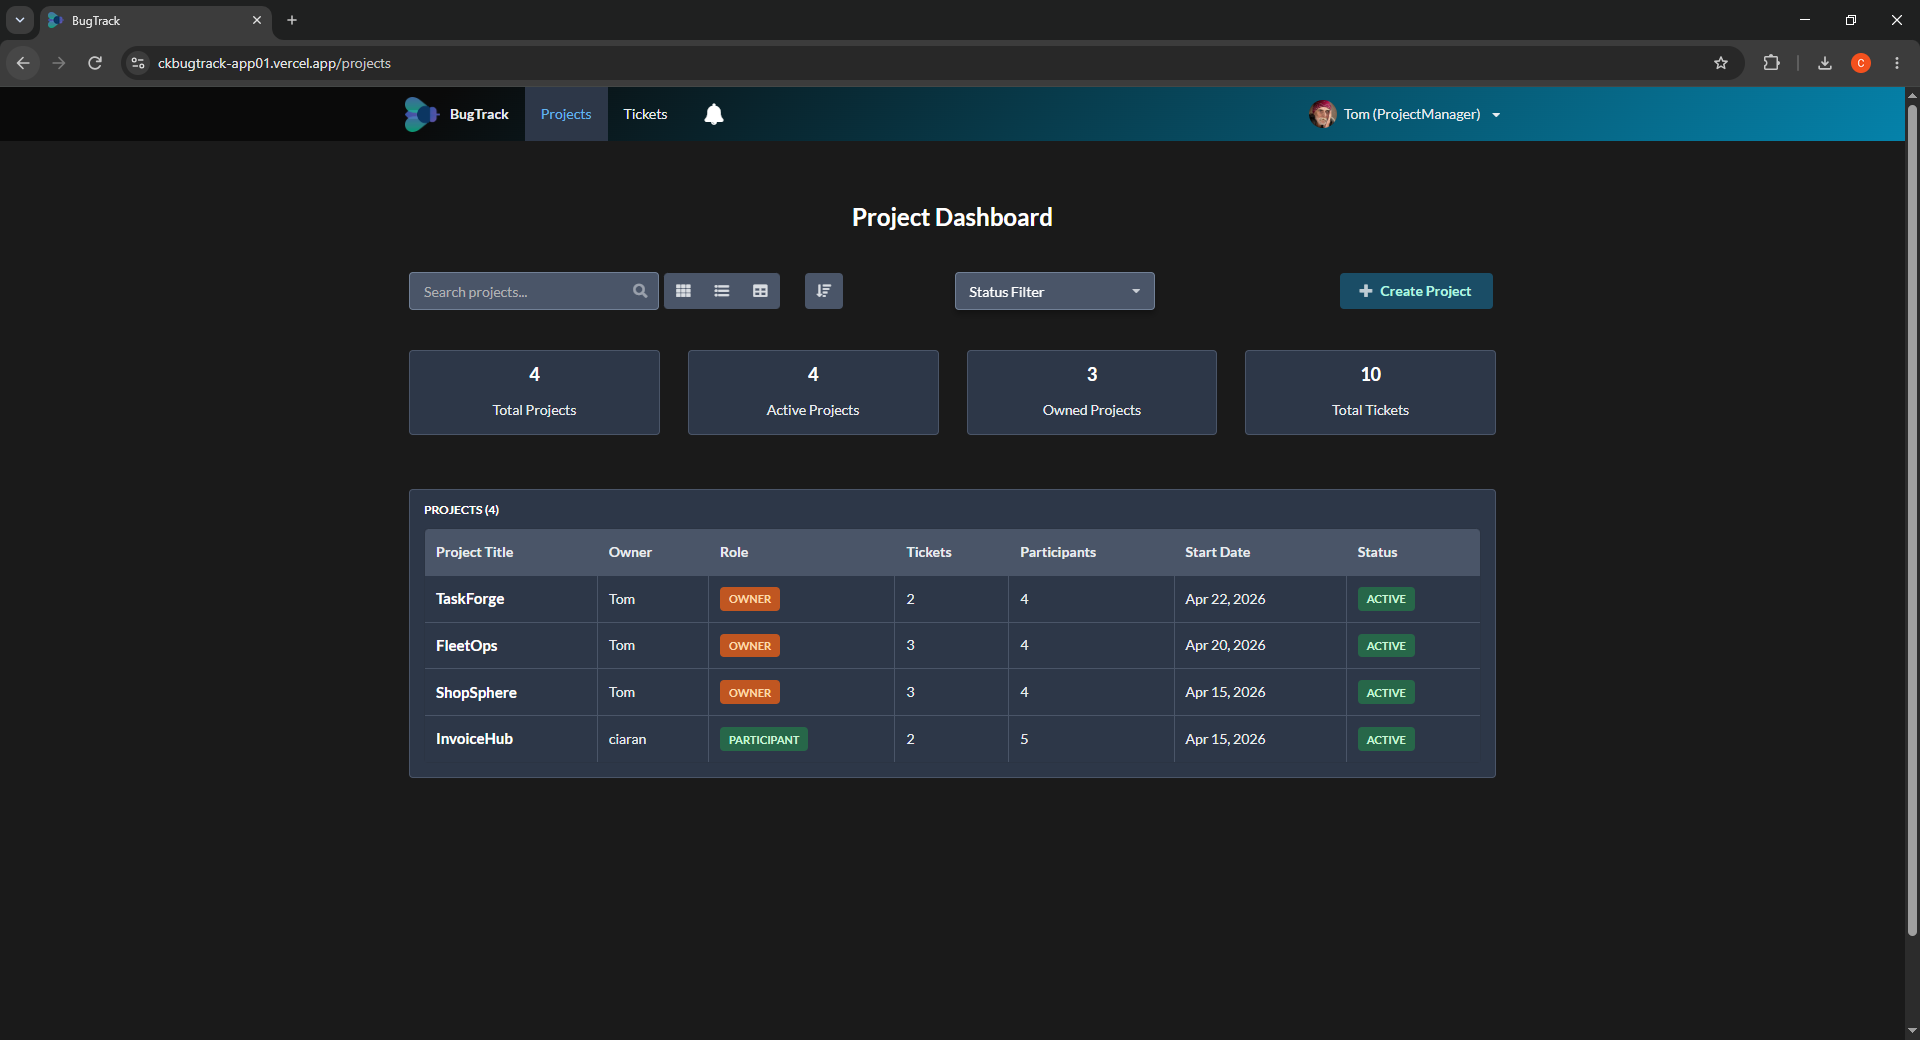 BugTrack
ckbugtrack-app01.vercel.app/projects
C
BugTrack Projects Tickets Tom (ProjectManager)
Project Dashboard
Search projects... Status Filter Create Project
4 4 3 10
Total Projects Active Projects Owned Projects Total Tickets
PROJECTS (4)
Project Title Owner Role Tickets Participants Start Date Status
TaskForge Tom OWNER 2 4 Apr 22, 2026 ACTIVE
FleetOps Tom OWNER 3 4 Apr 20, 2026 ACTIVE
ShopSphere Tom OWNER 3 4 Apr 15, 2026 ACTIVE
InvoiceHub ciaran PARTICIPANT 2 5 Apr 15, 2026 ACTIVE